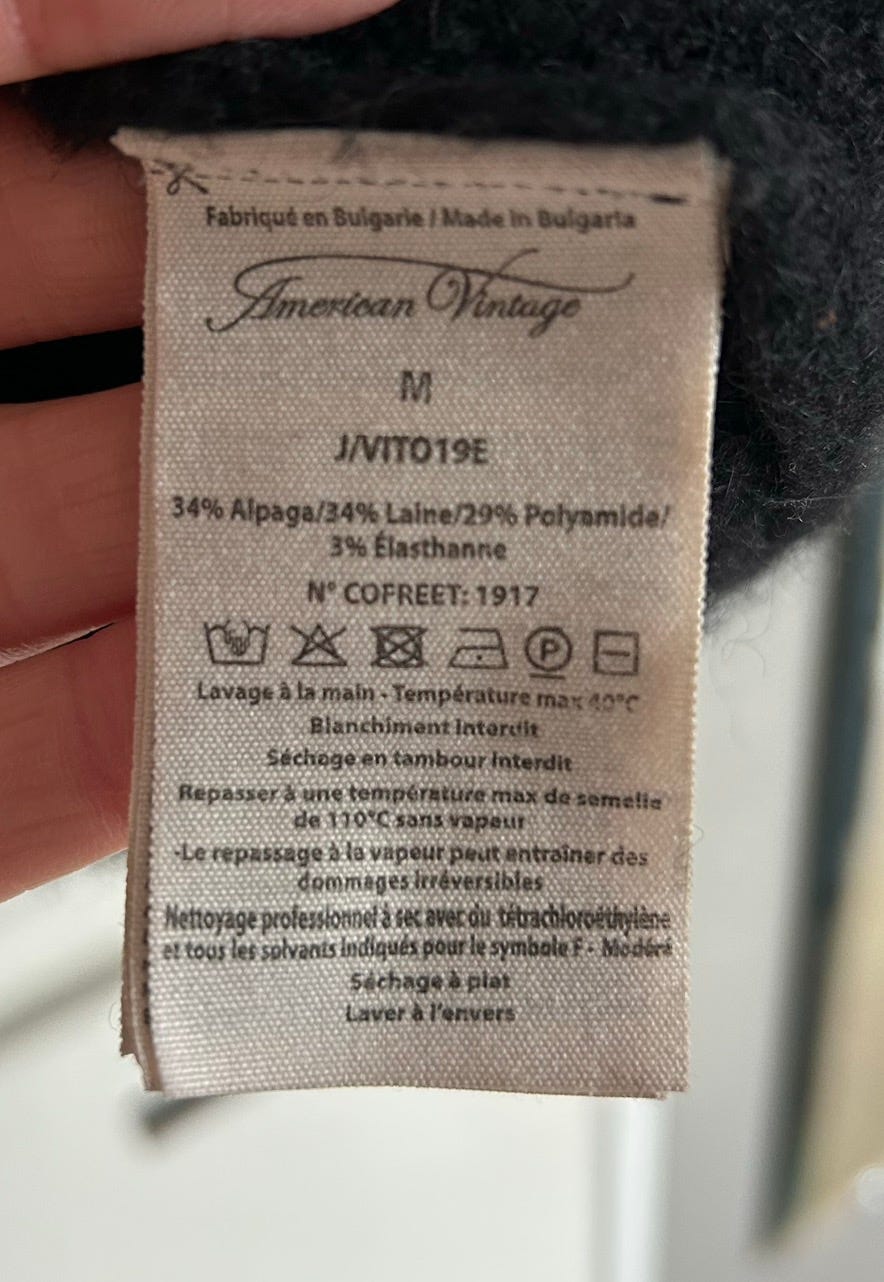 Fabriqué en Bulgarie / Made in Bulgaria
American Vintage
M
J/VITO19E
34% Alpaga/34% Laine/29% Polyamide/
3% Élasthanne
N° COFREET: 1917
P
Lavage à la main - Température max 40°C
Blanchiment interdit
Séchage en tambour interdit
Repasser à une température max de semelle
de 110°C sans vapeur
-Le repassage à la vapeur peut entraîner des
dommages irréversibles
Nettoyage professionnel à sec avec du tétrachloroéthylène
et tous les solvants indiqués pour le symbole F - Modéré
Séchage à plat
Laver à l'envers